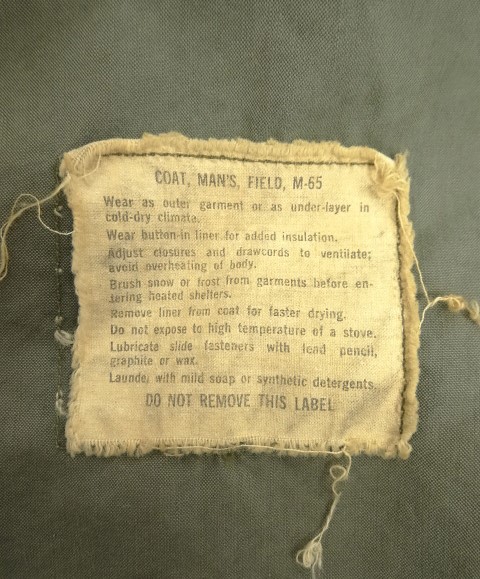 COAT, MAN'S, FIELD, M-65
Wear as outer garment or as under-layer in
cold-dry climate.
Wear button-in liner for added insulation.
Adjust closures and drawcords to ventilate;
avoid overheating of body.
Brush snow or frost from garments before en-
tering heated shelters.
Remove liner from coat for faster drying.
Do not expose to high temperature of a stove.
Lubricate slide fasteners with lead pencil,
graphite or wax.
Launder with mild soap or synthetic detergents.
DO NOT REMOVE THIS LABEL